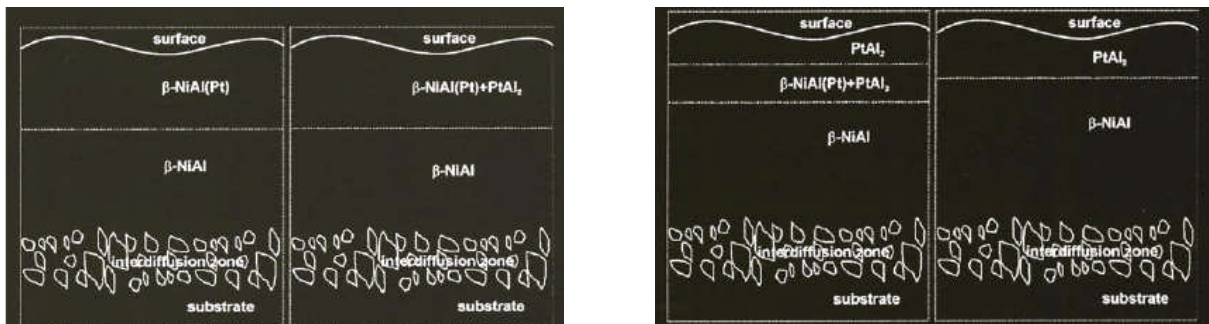 surface
β-NiAl(Pt)
β-NiAl
interdiffusion zone
substrate
surface
β-NiAl(Pt)+PtAl₂
β-NiAl
interdiffusion zone
substrate
surface
PtAl₂
β-NiAl(Pt)+PtAl₂
β-NiAl
interdiffusion zone
substrate
surface
PtAl₂
β-NiAl
interdiffusion zone
substrate